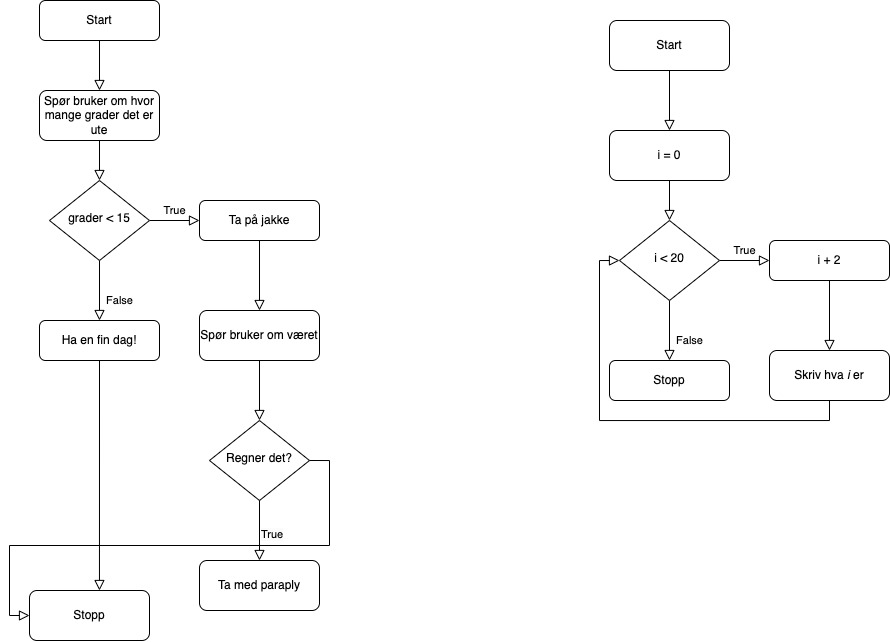 Start
Spør bruker om hvor
mange grader det er
ute
grader < 15
True
Ta på jakke
False
Ha en fin dag!
Spør bruker om været
Regner det?
True
Ta med paraply
Stopp
Start
i = 0
i < 20
True
i + 2
False
Stopp
Skriv hva i er